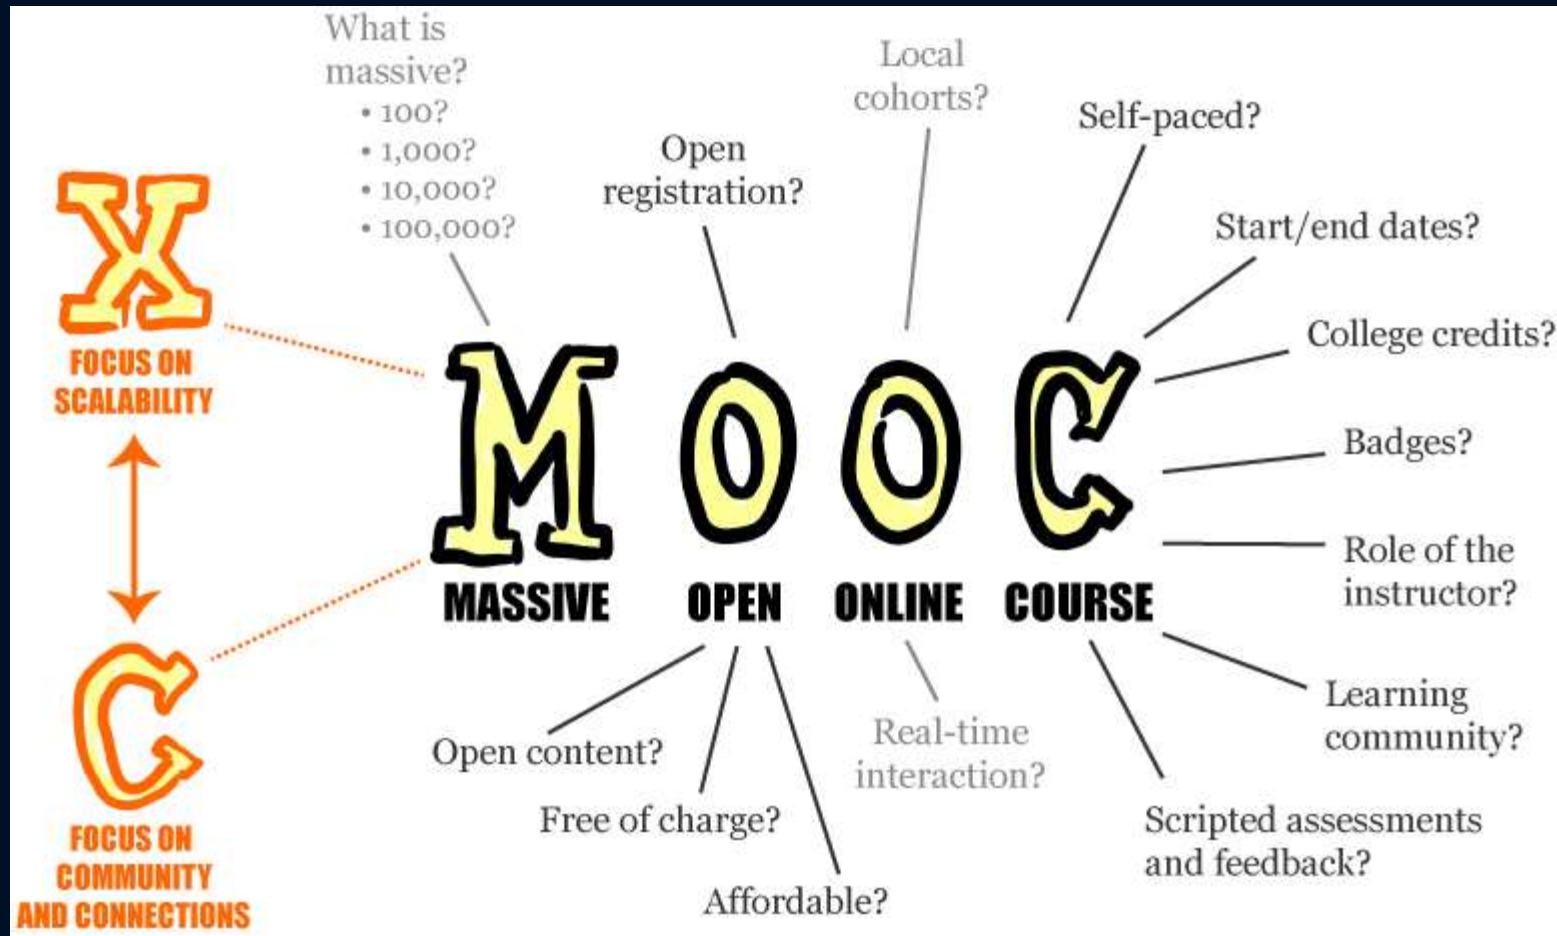 What is
massive?
• 100?
• 1,000?
• 10,000?
• 100,000?
Open
registration?
Local
cohorts?
Self-paced?
Start/end dates?
College credits?
Badges?
Role of the
instructor?
Learning
community?
Scripted assessments
and feedback?
X
FOCUS ON
SCALABILITY
C
FOCUS ON
COMMUNITY
AND CONNECTIONS
MOOC
MASSIVE OPEN ONLINE COURSE
Open content?
Free of charge?
Affordable?
Real-time
interaction?